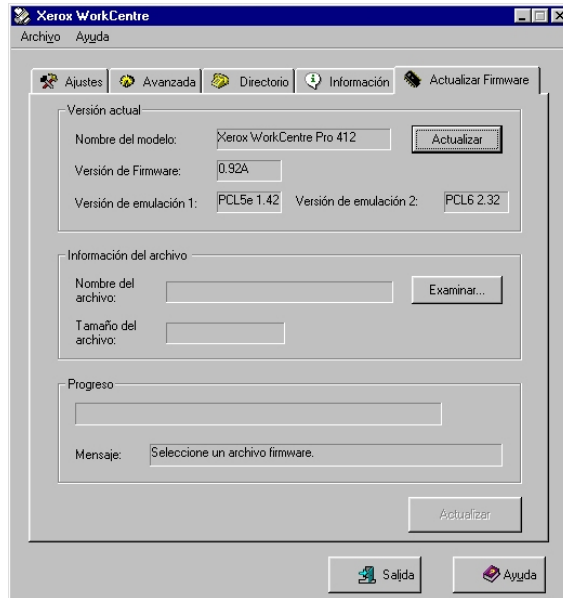 Xerox WorkCentre
Archivo Ayuda
Ajustes Avanzada Directorio Información Actualizar Firmware
Versión actual
Nombre del modelo: Xerox WorkCentre Pro 412 Actualizar
Versión de Firmware: 0.92A
Versión de emulación 1: PCL5e 1.42 Versión de emulación 2: PCL6 2.32
Información del archivo
Nombre del archivo: Examinar...
Tamaño del archivo:
Progreso
Mensaje: Seleccione un archivo firmware.
Actualizar
Salida Ayuda